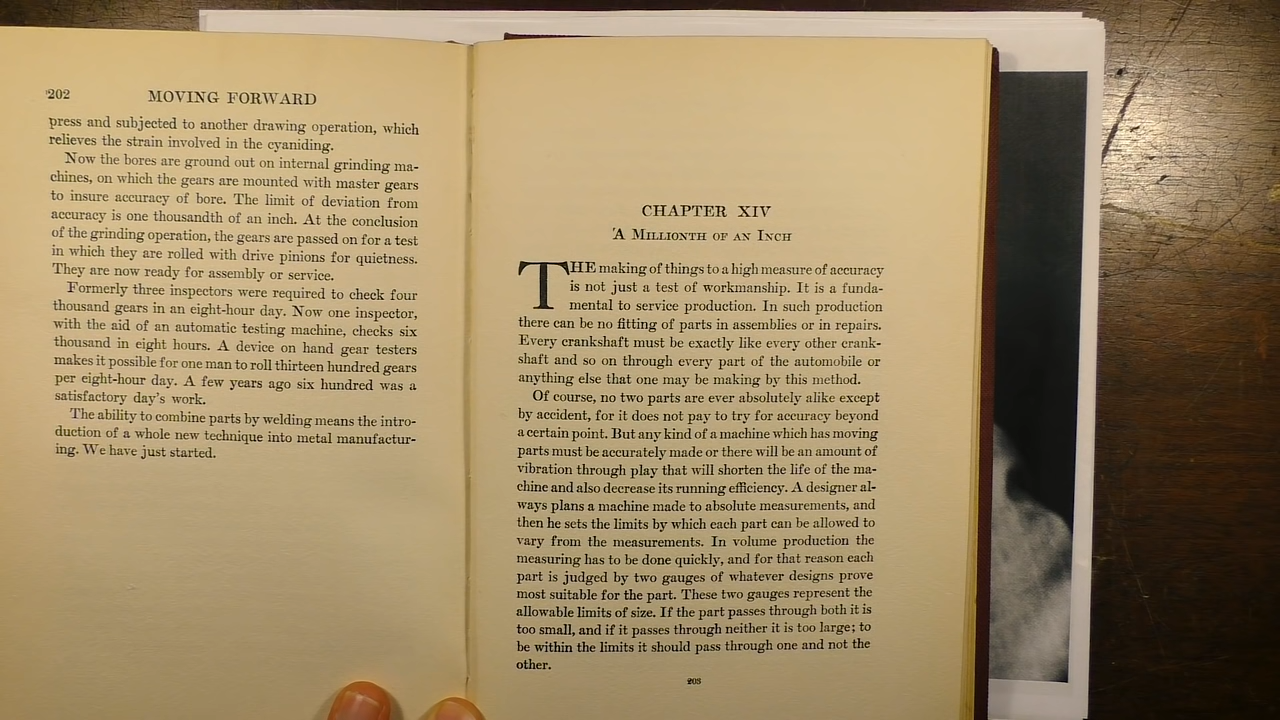 202
MOVING FORWARD
press and subjected to another drawing operation, which
relieves the strain involved in the cyaniding.
Now the bores are ground out on internal grinding ma-
chines, on which the gears are mounted with master gears
to insure accuracy of bore. The limit of deviation from
accuracy is one thousandth of an inch. At the conclusion
of the grinding operation, the gears are passed on for a test
in which they are rolled with drive pinions for quietness.
They are now ready for assembly or service.
Formerly three inspectors were required to check four
thousand gears in an eight-hour day. Now one inspector,
with the aid of an automatic testing machine, checks six
thousand in eight hours. A device on hand gear testers
makes it possible for one man to roll thirteen hundred gears
per eight-hour day. A few years ago six hundred was a
satisfactory day's work.
The ability to combine parts by welding means the intro-
duction of a whole new technique into metal manufactur-
ing. We have just started.
CHAPTER XIV
A MILLIONTH OF AN INCH
THE making of things to a high measure of accuracy
is not just a test of workmanship. It is a funda-
mental to service production. In such production
there can be no fitting of parts in assemblies or in repairs.
Every crankshaft must be exactly like every other crank-
shaft and so on through every part of the automobile or
anything else that one may be making by this method.
Of course, no two parts are ever absolutely alike except
by accident, for it does not pay to try for accuracy beyond
a certain point. But any kind of a machine which has moving
parts must be accurately made or there will be an amount of
vibration through play that will shorten the life of the ma-
chine and also decrease its running efficiency. A designer al-
ways plans a machine made to absolute measurements, and
then he sets the limits by which each part can be allowed to
vary from the measurements. In volume production the
measuring has to be done quickly, and for that reason each
part is judged by two gauges of whatever designs prove
most suitable for the part. These two gauges represent the
allowable limits of size. If the part passes through both it is
too small, and if it passes through neither it is too large; to
be within the limits it should pass through one and not the
other.
203